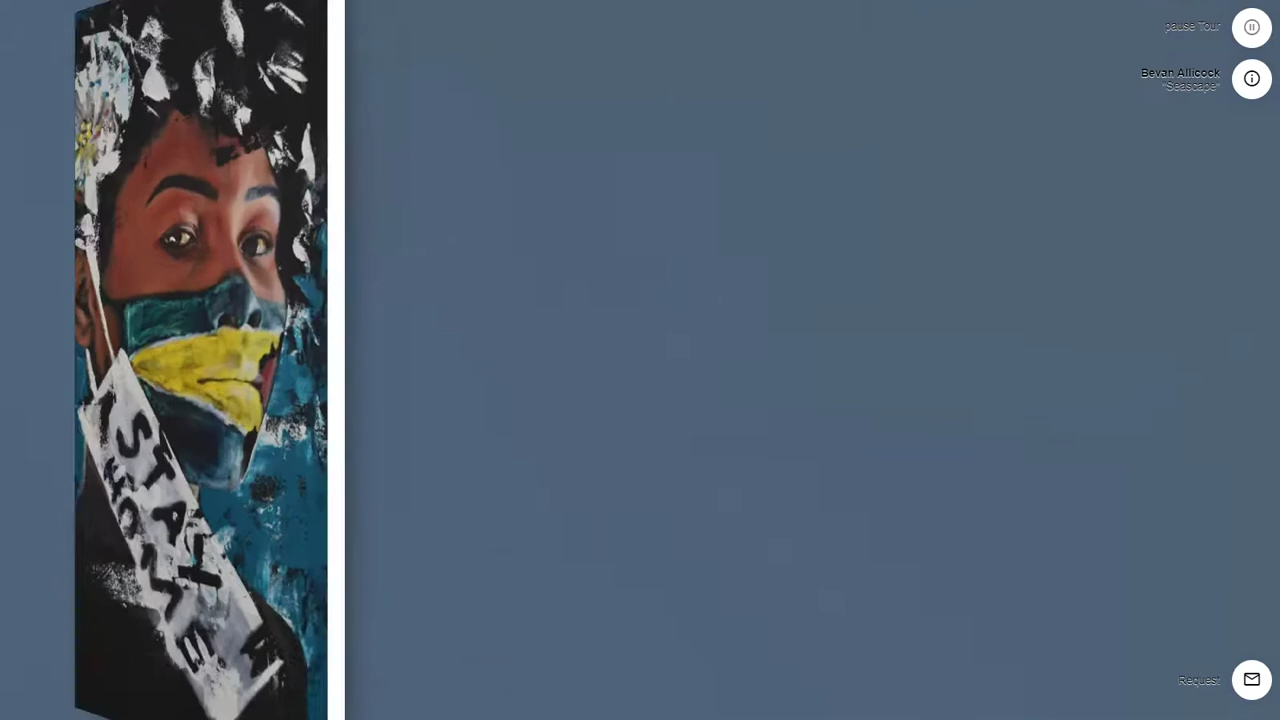 pause Tour
Bevan Allicock
"Seascape"
STAY
HOME
Request